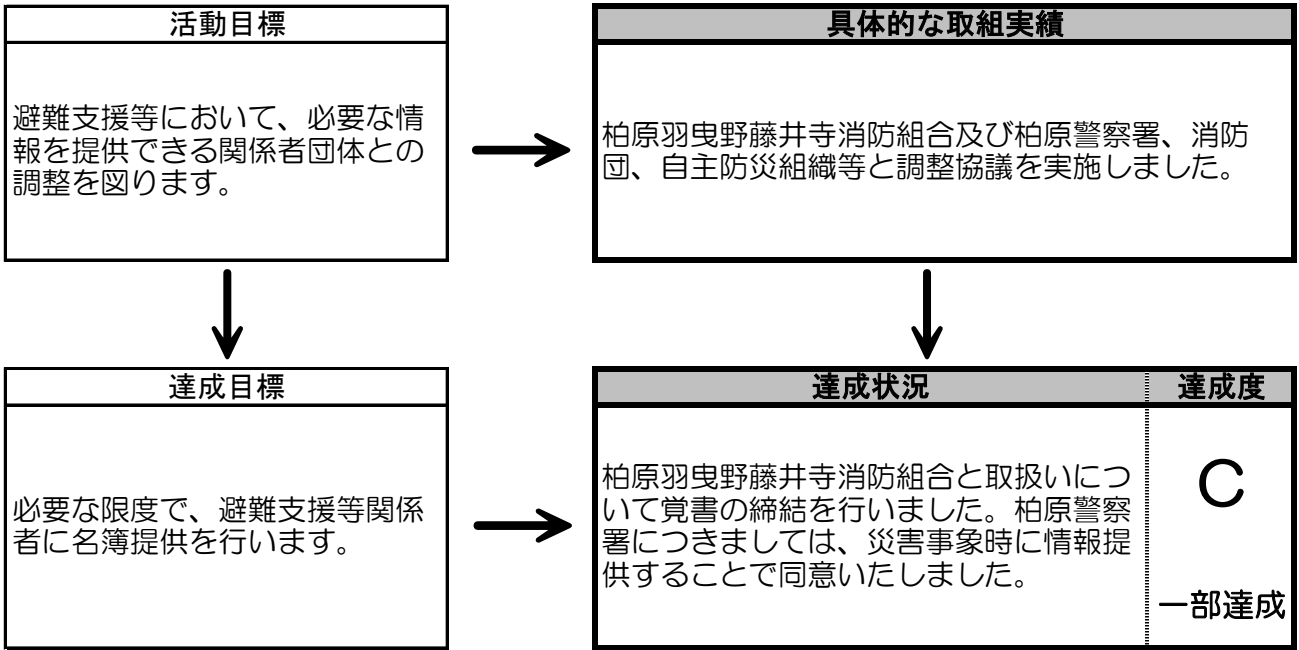 活動目標
避難支援等において、必要な情
報を提供できる関係者団体との
調整を図ります。
具体的な取組実績
柏原羽曳野藤井寺消防組合及び柏原警察署、消防
団、自主防災組織等と調整協議を実施しました。
達成目標
必要な限度で、避難支援等関係
者に名簿提供を行います。
達成状況
柏原羽曳野藤井寺消防組合と取扱いにつ
いて覚書の締結を行いました。柏原警察
署につきましては、災害事象時に情報提
供することで同意いたしました。
達成度
C
一部達成